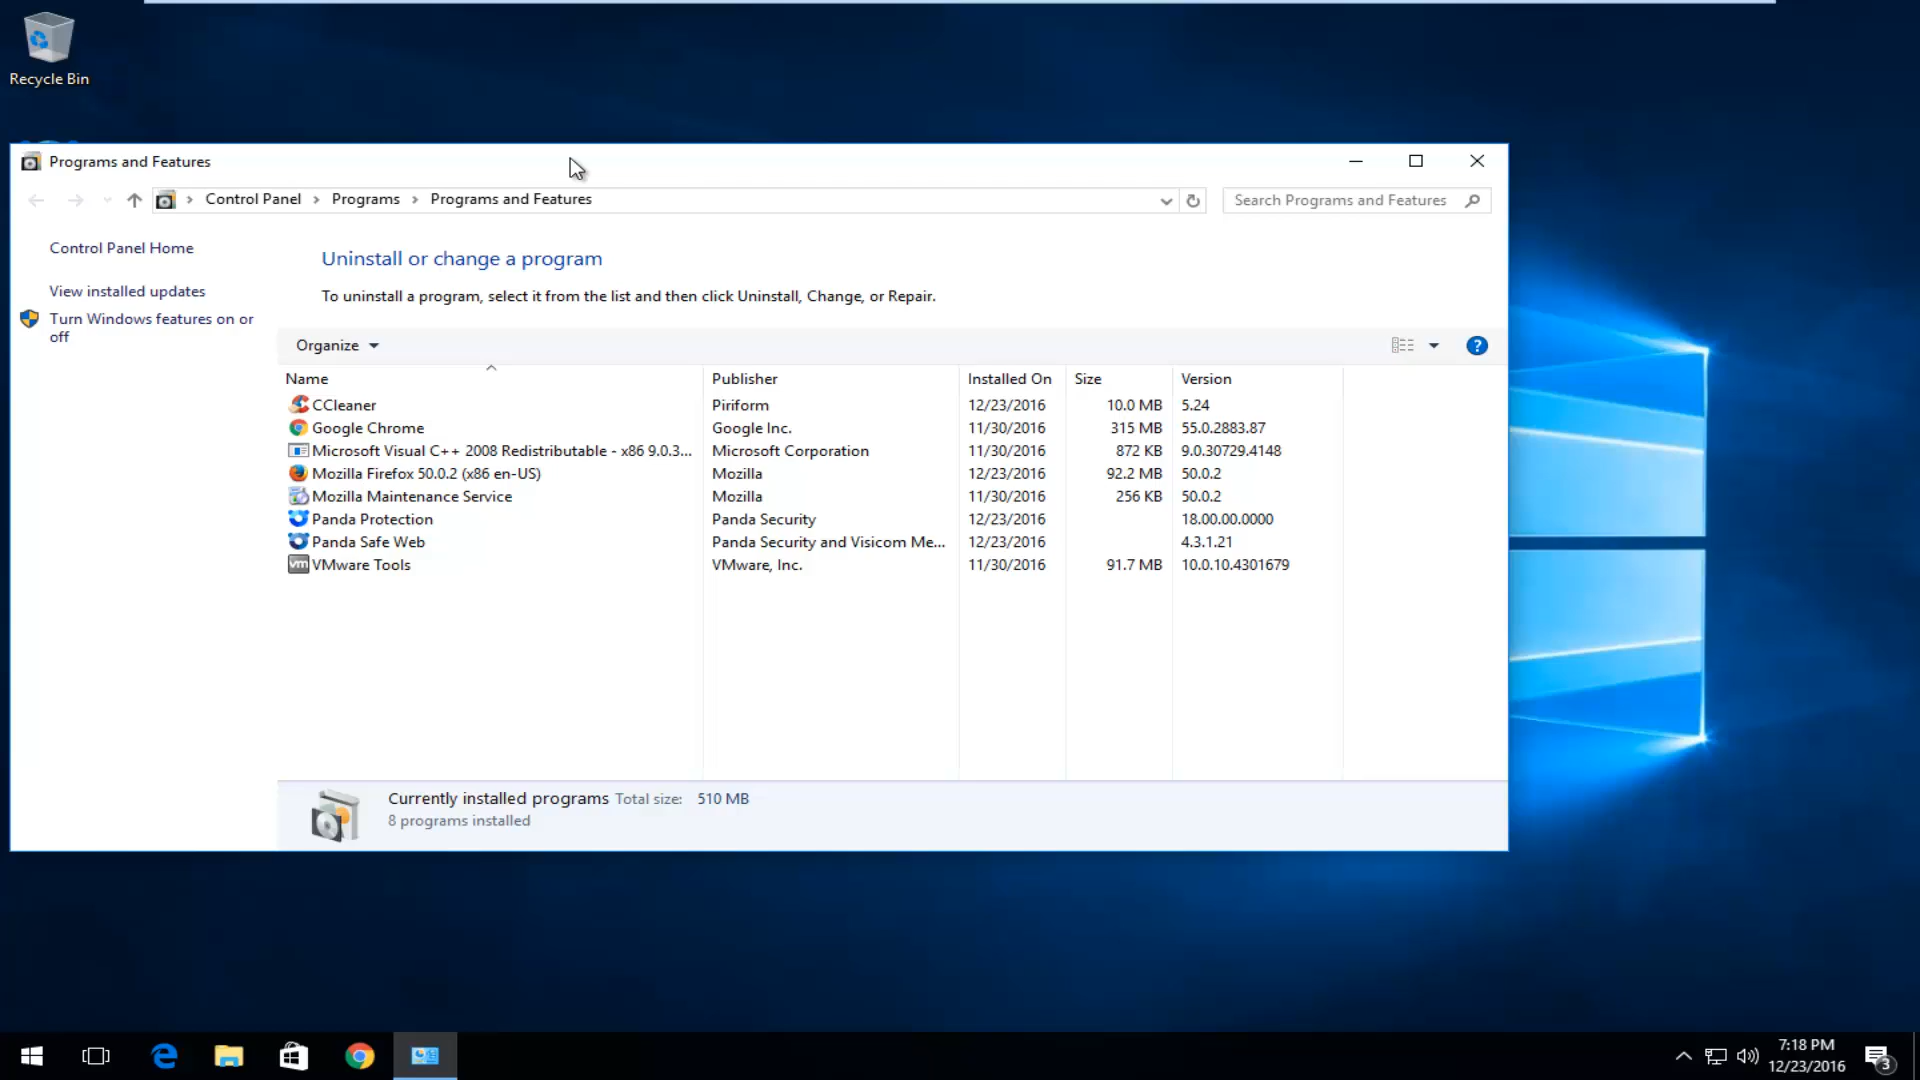 Recycle Bin
Programs and Features
Control Panel › Programs › Programs and Features
Search Programs and Features
Control Panel Home
View installed updates
Turn Windows features on or
off
Uninstall or change a program
To uninstall a program, select it from the list and then click Uninstall, Change, or Repair.
Organize
Name Publisher Installed On Size Version
CCleaner Piriform 12/23/2016 10.0 MB 5.24
Google Chrome Google Inc. 11/30/2016 315 MB 55.0.2883.87
Microsoft Visual C++ 2008 Redistributable - x86 9.0.3... Microsoft Corporation 11/30/2016 872 KB 9.0.30729.4148
Mozilla Firefox 50.0.2 (x86 en-US) Mozilla 12/23/2016 92.2 MB 50.0.2
Mozilla Maintenance Service Mozilla 11/30/2016 256 KB 50.0.2
Panda Protection Panda Security 12/23/2016 18.00.00.0000
Panda Safe Web Panda Security and Visicom Me... 12/23/2016 4.3.1.21
vm VMware Tools VMware, Inc. 11/30/2016 91.7 MB 10.0.10.4301679
Currently installed programs Total size: 510 MB
8 programs installed
7:18 PM
12/23/2016
3